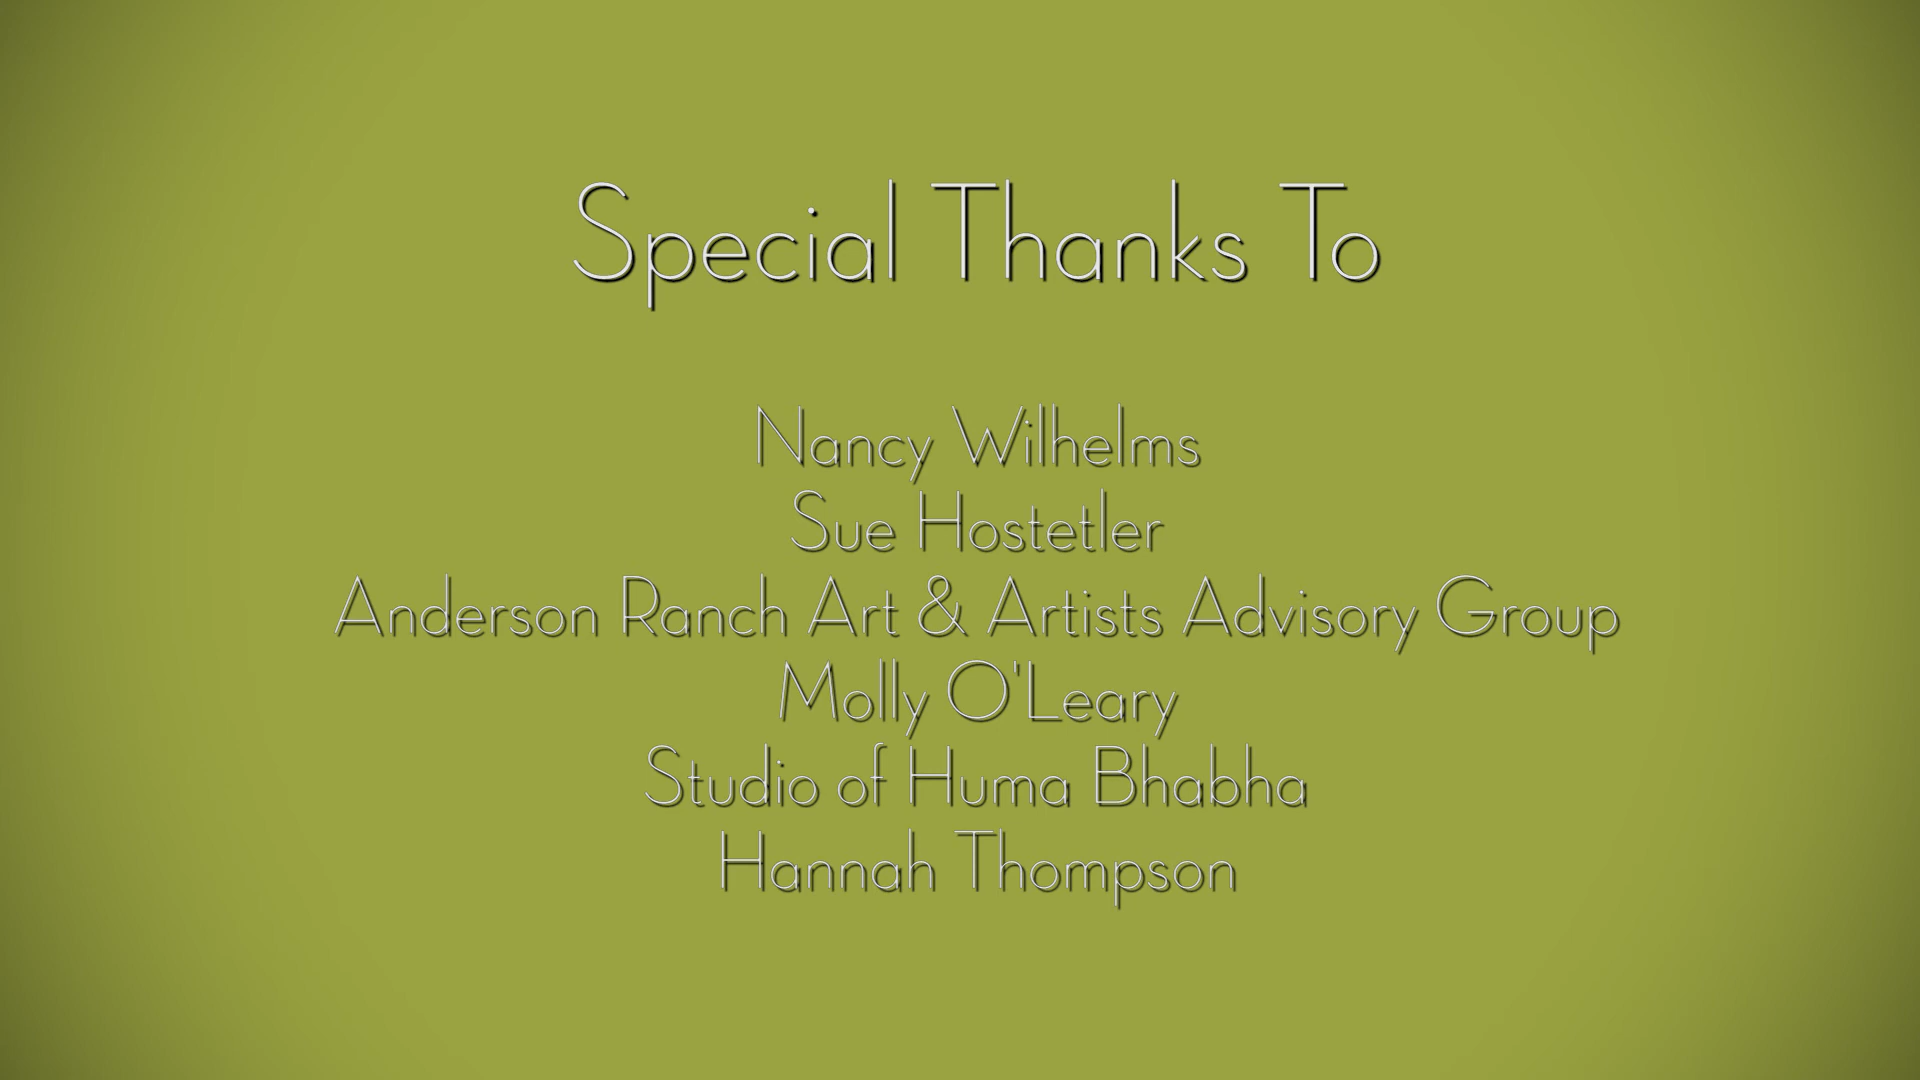 Special Thanks To
Nancy Wilhelms
Sue Hostetler
Anderson Ranch Art & Artists Advisory Group
Molly O'Leary
Studio of Huma Bhabha
Hannah Thompson